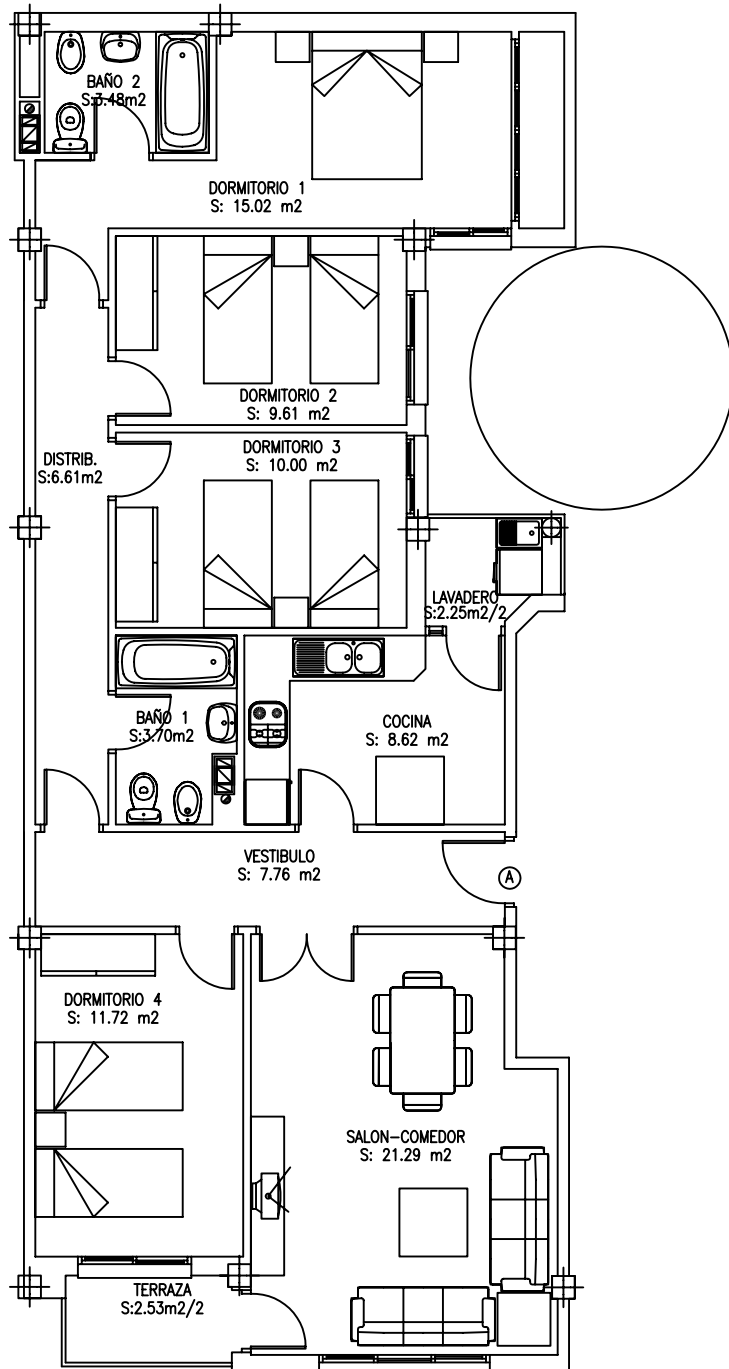 BAÑO 2
S:3.48m2
DORMITORIO 1
S: 15.02 m2
DORMITORIO 2
S: 9.61 m2
DORMITORIO 3
S: 10.00 m2
DISTRIB.
S:6.61m2
LAVADERO
S:2.25m2/2
BAÑO 1
S:3.70m2
COCINA
S: 8.62 m2
VESTIBULO
S: 7.76 m2
A
DORMITORIO 4
S: 11.72 m2
SALON-COMEDOR
S: 21.29 m2
TERRAZA
S:2.53m2/2